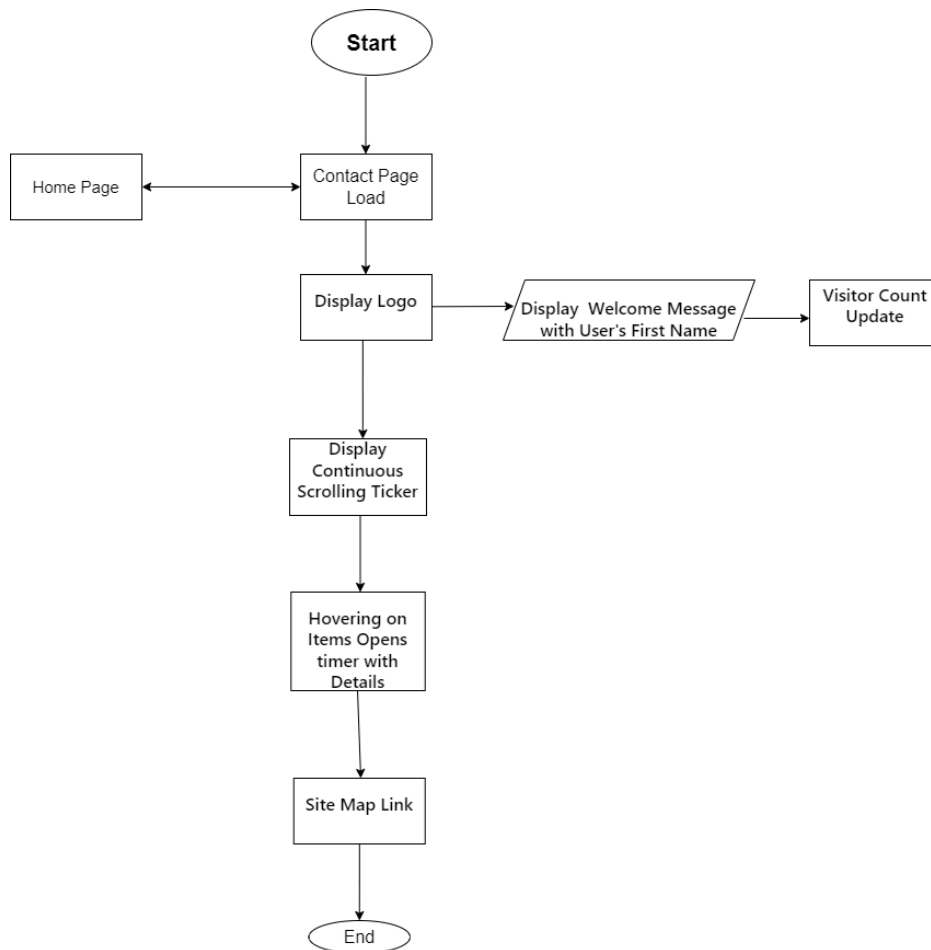 Start
Home Page
Contact Page
Load
Display Logo
Display  Welcome Message
with User's First Name
Visitor Count
Update
Display
Continuous
Scrolling Ticker
Hovering on
Items Opens
timer with
Details
Site Map Link
End